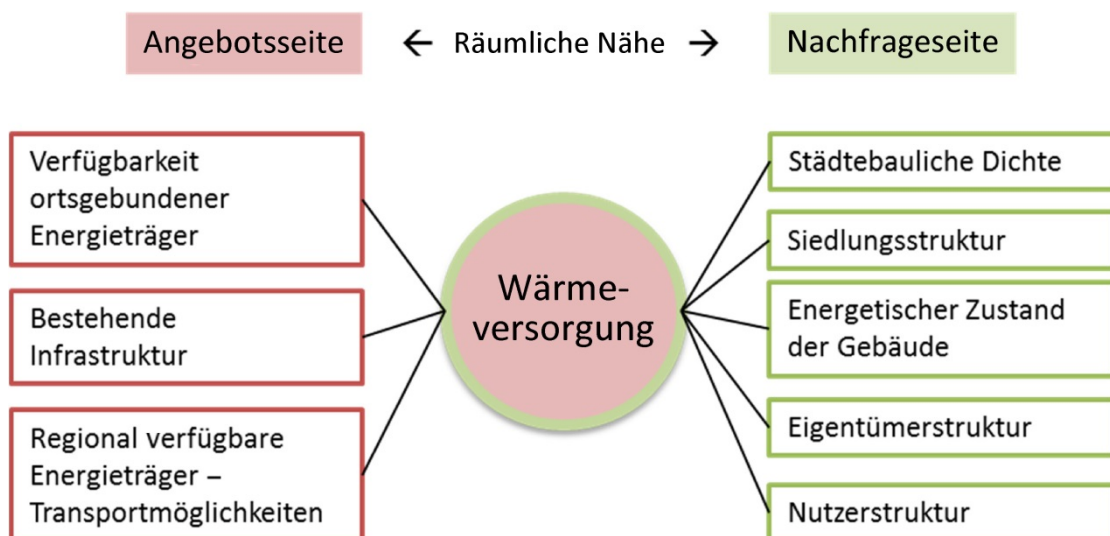 Angebotsseite ← Räumliche Nähe → Nachfrageseite
Verfügbarkeit
ortsgebundener
Energieträger
Bestehende
Infrastruktur
Regional verfügbare
Energieträger –
Transportmöglichkeiten
Wärme-
versorgung
Städtebauliche Dichte
Siedlungsstruktur
Energetischer Zustand
der Gebäude
Eigentümerstruktur
Nutzerstruktur